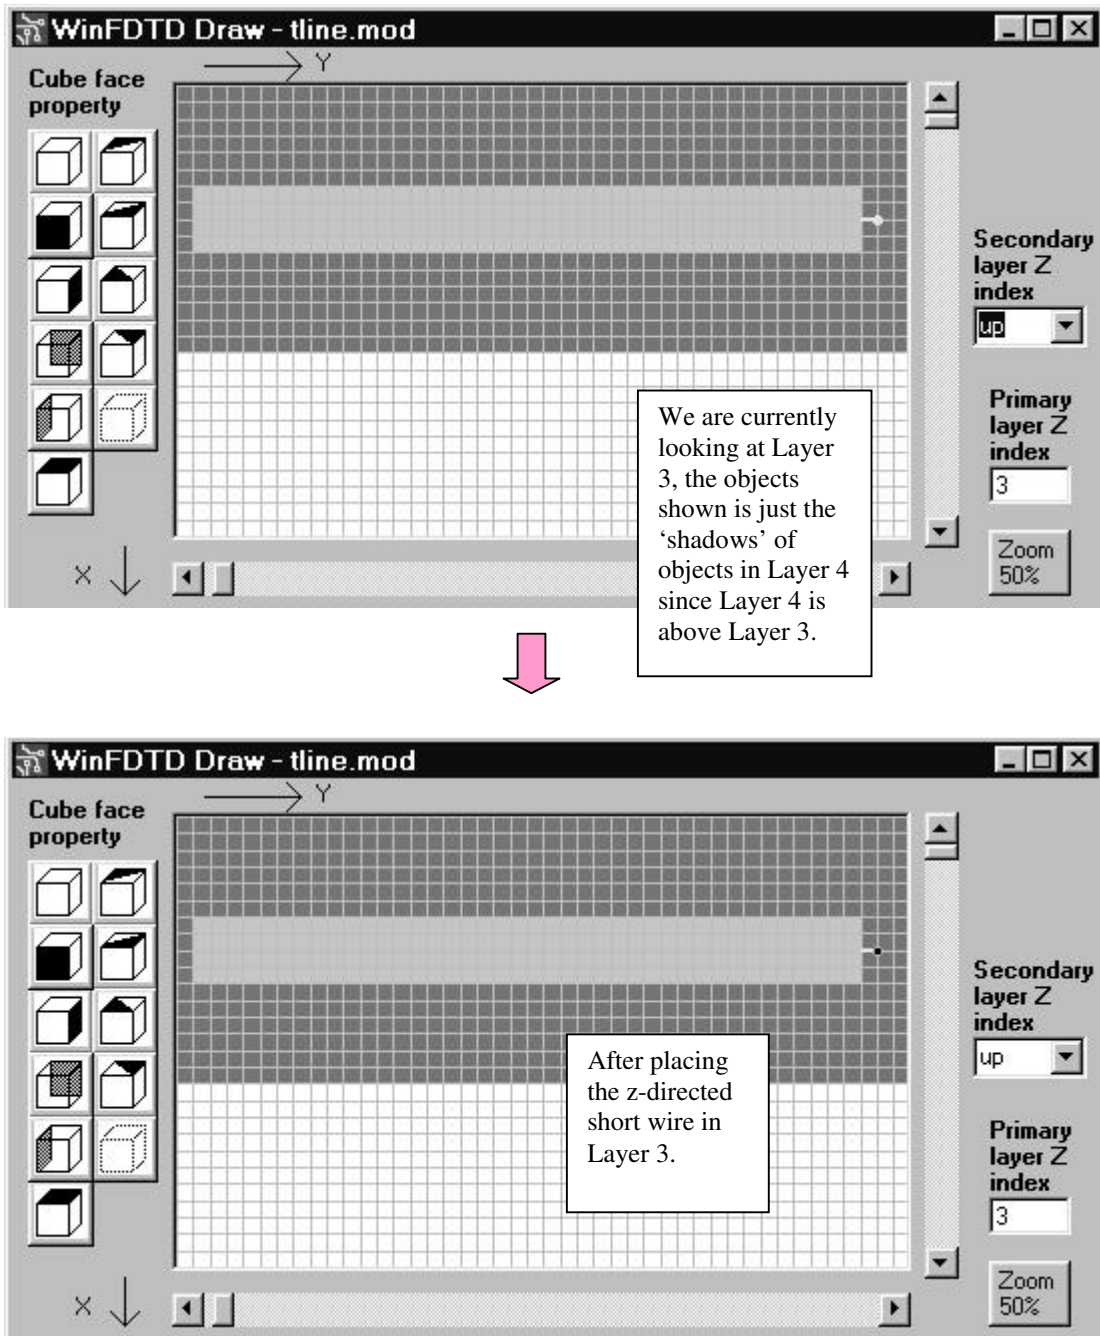 WinFDTD Draw - tline.mod
Y
Cube face
property
Secondary
layer Z
index
up
Primary
layer Z
index
3
Zoom
50%
X
We are currently
looking at Layer
3, the objects
shown is just the
‘shadows’ of
objects in Layer 4
since Layer 4 is
above Layer 3.
WinFDTD Draw - tline.mod
Y
Cube face
property
Secondary
layer Z
index
up
Primary
layer Z
index
3
Zoom
50%
X
After placing
the z-directed
short wire in
Layer 3.